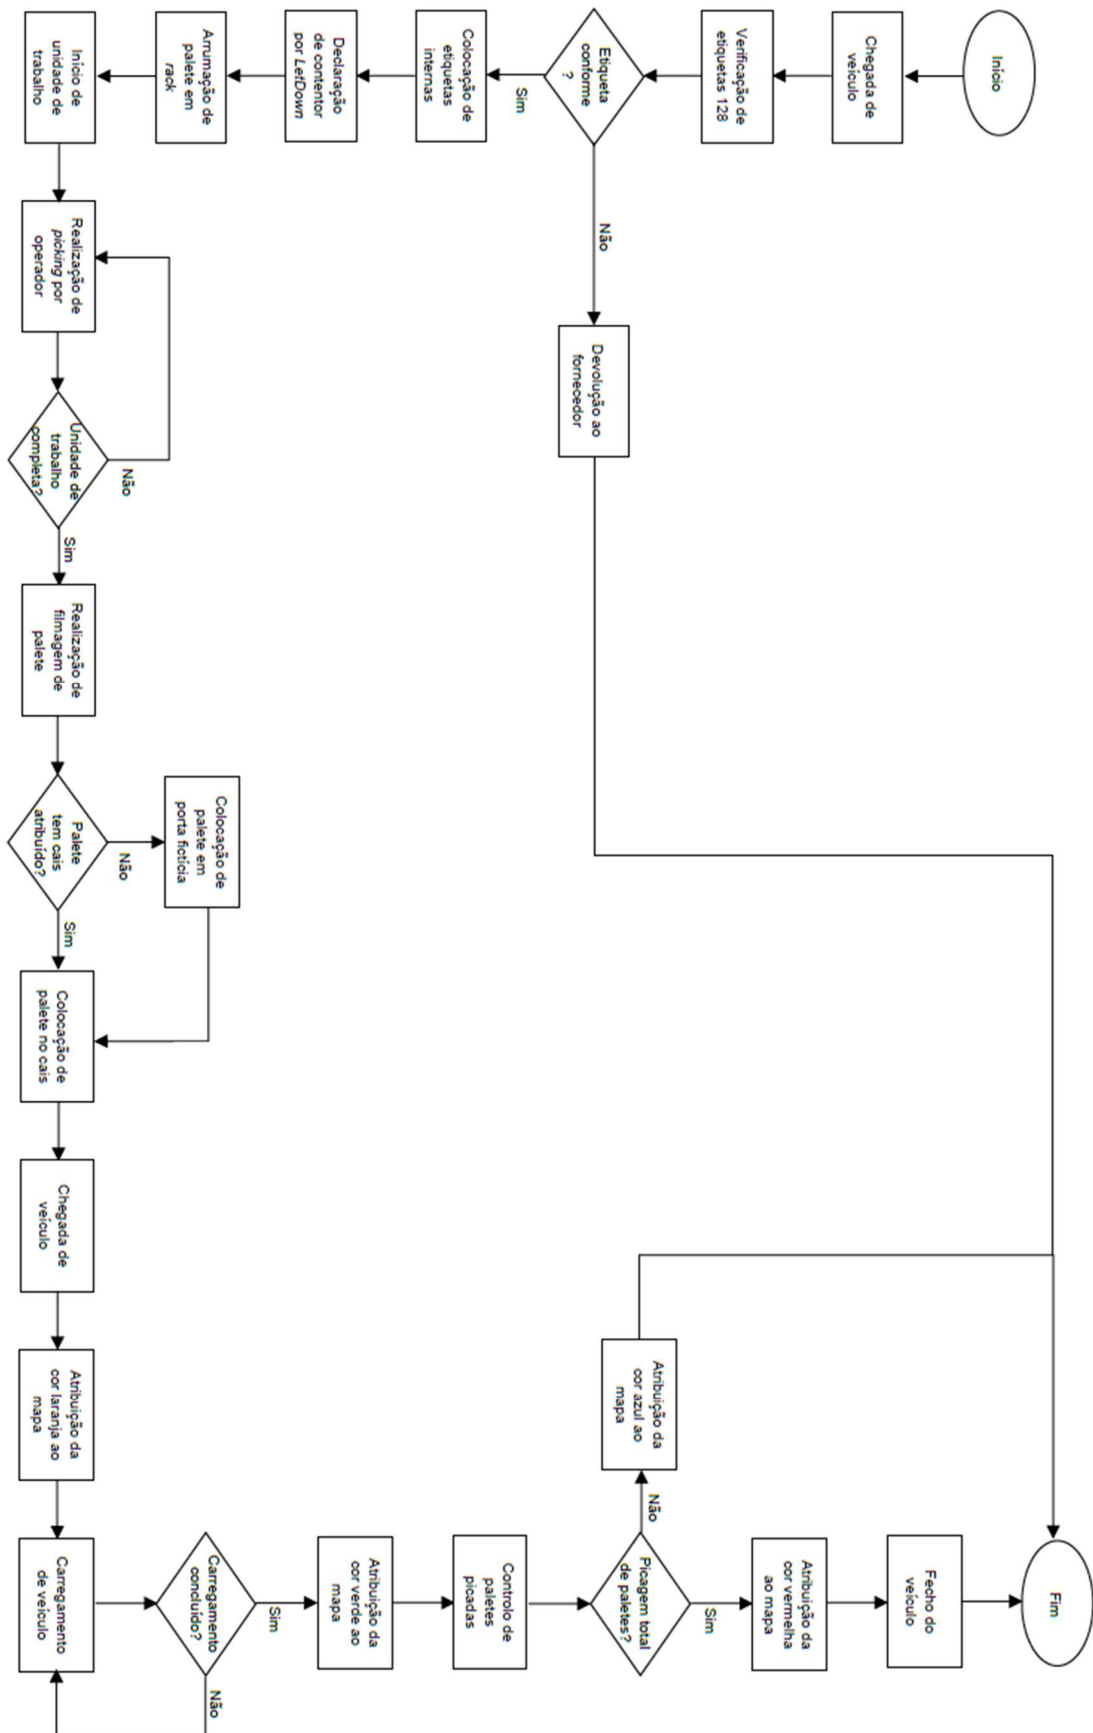 Início
Chegada de
veículo
Verificação de
etiquetas 128
Etiqueta
conforme
?
Sim
Não
Colocação de
etiquetas
internas
Declaração
de contentor
por LetDown
Arrumação de
palete em
rack
Início de
unidade de
trabalho
Devolução ao
fornecedor
Realização de
picking por
operador
Unidade de
trabalho
completa?
Não
Sim
Realização de
filmagem de
palete
Palete
tem cais
atribuído?
Não
Sim
Colocação de
palete em
porta fictícia
Colocação de
palete no cais
Chegada de
veículo
Atribuição da
cor laranja ao
mapa
Carregamento
de veículo
Carregamento
concluído?
Não
Sim
Atribuição da
cor verde ao
mapa
Controlo de
paletes
picadas
Picagem total
de paletes?
Não
Sim
Atribuição da
cor azul ao
mapa
Atribuição da
cor vermelha
ao mapa
Fecho do
veículo
Fim